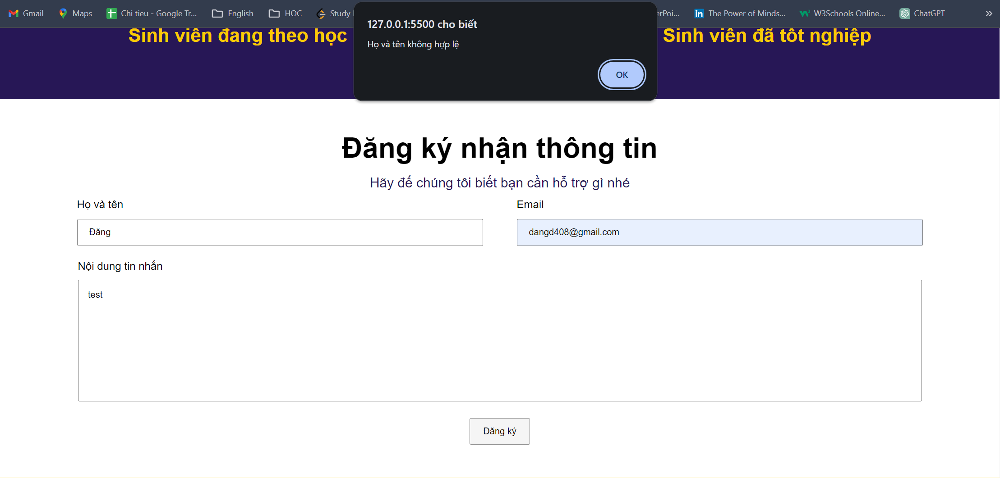 Gmail
Maps
Chi tieu - Google Tr...
English
HOC
Study
erPoi...
The Power of Minds...
W3Schools Online...
ChatGPT
127.0.0.1:5500 cho biết
Họ và tên không hợp lệ
OK
Sinh viên đang theo học
Sinh viên đã tôt nghiệp
Đăng ký nhận thông tin
Hãy để chúng tôi biết bạn cần hỗ trợ gì nhé
Họ và tên
Email
Đăng
dangd408@gmail.com
Nội dung tin nhắn
test
Đăng ký